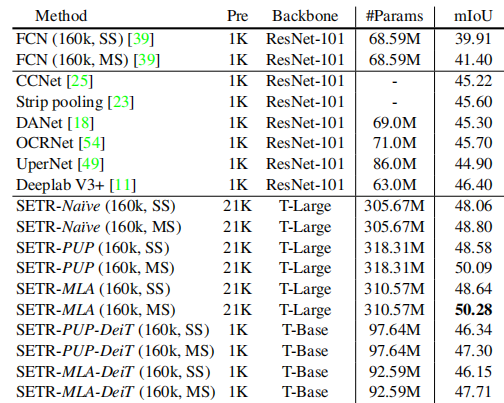 Method Pre Backbone #Params mIoU
FCN (160k, SS) [39] 1K ResNet-101 68.59M 39.91
FCN (160k, MS) [39] 1K ResNet-101 68.59M 41.40
CCNet [25] 1K ResNet-101 - 45.22
Strip pooling [23] 1K ResNet-101 - 45.60
DANet [18] 1K ResNet-101 69.0M 45.30
OCRNet [54] 1K ResNet-101 71.0M 45.70
UperNet [49] 1K ResNet-101 86.0M 44.90
Deeplab V3+ [11] 1K ResNet-101 63.0M 46.40
SETR-Naïve (160k, SS) 21K T-Large 305.67M 48.06
SETR-Naïve (160k, MS) 21K T-Large 305.67M 48.80
SETR-PUP (160k, SS) 21K T-Large 318.31M 48.58
SETR-PUP (160k, MS) 21K T-Large 318.31M 50.09
SETR-MLA (160k, SS) 21K T-Large 310.57M 48.64
SETR-MLA (160k, MS) 21K T-Large 310.57M 50.28
SETR-PUP-DeiT (160k, SS) 1K T-Base 97.64M 46.34
SETR-PUP-DeiT (160k, MS) 1K T-Base 97.64M 47.30
SETR-MLA-DeiT (160k, SS) 1K T-Base 92.59M 46.15
SETR-MLA-DeiT (160k, MS) 1K T-Base 92.59M 47.71